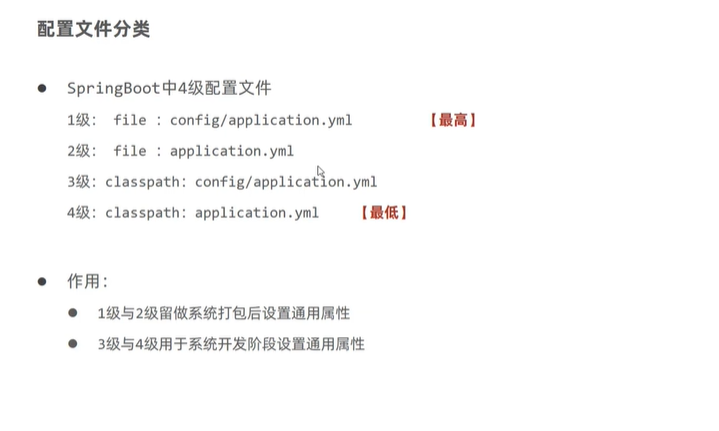 配置文件分类
● SpringBoot中4级配置文件
1级： file ：config/application.yml 【最高】
2级： file ：application.yml
3级：classpath：config/application.yml
4级：classpath：application.yml 【最低】
● 作用：
● 1级与2级留做系统打包后设置通用属性
● 3级与4级用于系统开发阶段设置通用属性